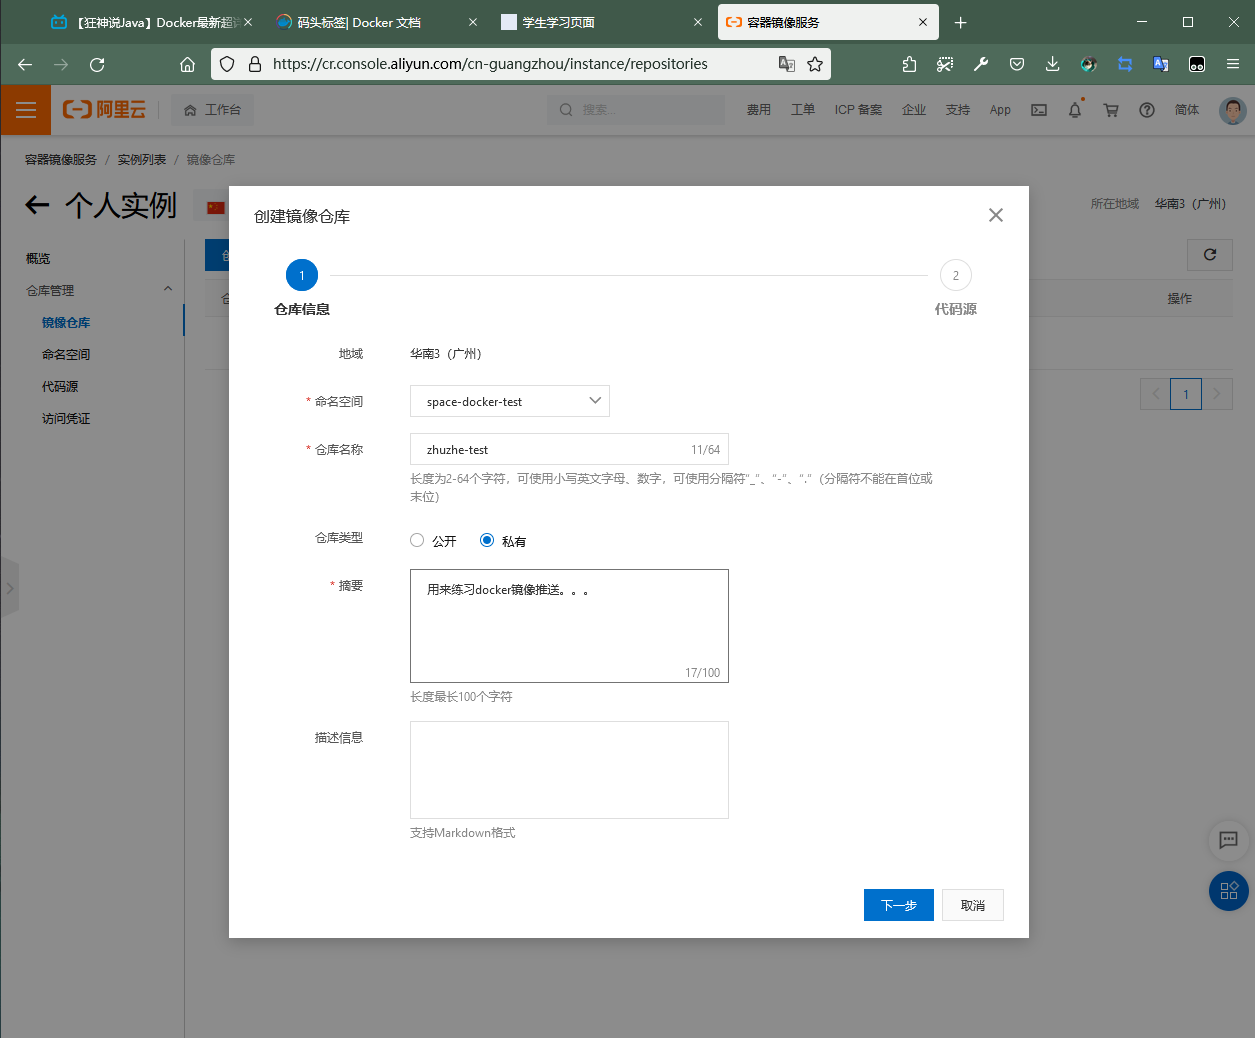 【狂神说Java】Docker最新超
码头标签| Docker 文档
学生学习页面
容器镜像服务
https://cr.console.aliyun.com/cn-guangzhou/instance/repositories
阿里云
工作台
搜索...
费用 工单 ICP 备案 企业 支持 App 简体
容器镜像服务 / 实例列表 / 镜像仓库
个人实例
所在地域 华南3（广州）
概览
仓库管理
镜像仓库
命名空间
代码源
访问凭证
操作
1
创建镜像仓库
1
2
仓库信息
代码源
地域 华南3（广州）
* 命名空间 space-docker-test
* 仓库名称 zhuzhe-test 11/64
长度为2-64个字符，可使用小写英文字母、数字，可使用分隔符“_”、“-”、“.”（分隔符不能在首位或
末位）
仓库类型 公开 私有
* 摘要 用来练习docker镜像推送。。。
17/100
长度最长100个字符
描述信息
支持Markdown格式
下一步 取消